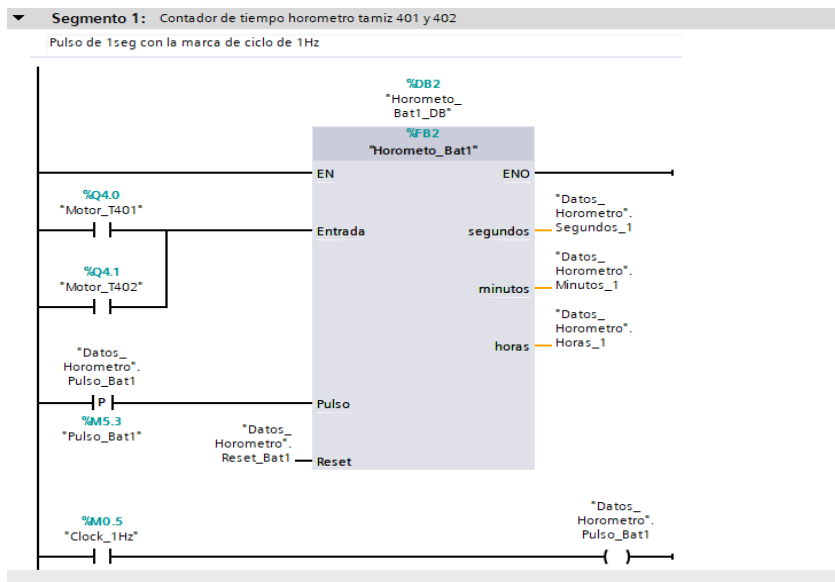 Segmento 1: Contador de tiempo horometro tamiz 401 y 402
Pulso de 1seg con la marca de ciclo de 1Hz
%DB2
"Horometo_
Bat1_DB"
%FB2
"Horometo_Bat1"
EN
ENO
%Q4.0
"Motor_T401"
Entrada
segundos
"Datos_
Horometro".
Segundos_1
%Q4.1
"Motor_T402"
minutos
"Datos_
Horometro".
Minutos_1
horas
"Datos_
Horometro".
Horas_1
"Datos_
Horometro".
Pulso_Bat1
P
%M5.3
"Pulso_Bat1"
Pulso
"Datos_
Horometro".
Reset_Bat1
Reset
%M0.5
"Clock_1Hz"
"Datos_
Horometro".
Pulso_Bat1